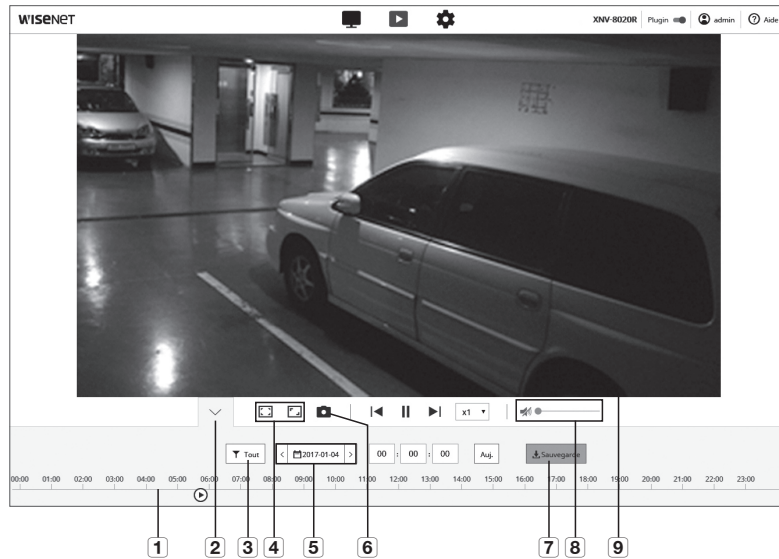 WISENET XNV-8020R Plugin admin ? Aide
x1
Tout < 2017-01-04 > 00 : 00 : 00 Auj. Sauvegarde
00:00 01:00 02:00 03:00 04:00 05:00 06:00 07:00 08:00 09:00 10:00 11:00 12:00 13:00 14:00 15:00 16:00 17:00 18:00 19:00 20:00 21:00 22:00 23:00
1 2 3 4 5 6 7 8 9